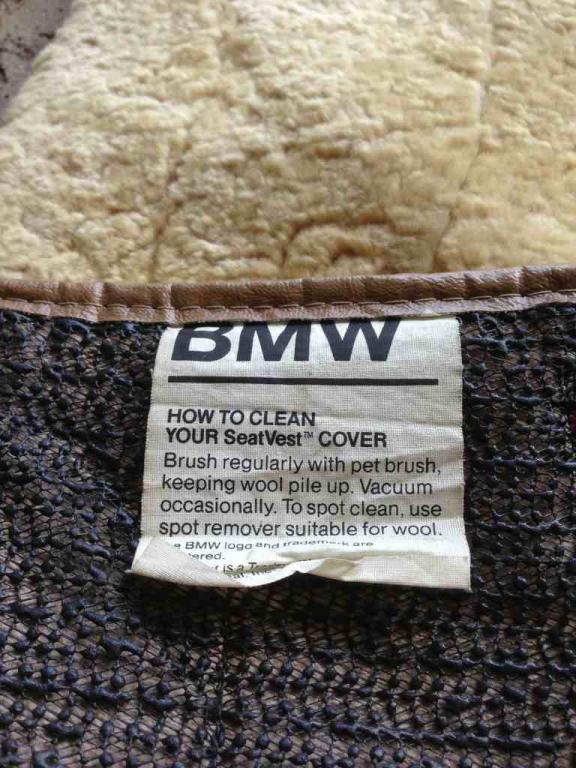 BMW
HOW TO CLEAN
YOUR SeatVest™ COVER
Brush regularly with pet brush,
keeping wool pile up. Vacuum
occasionally. To spot clean, use
spot remover suitable for wool.
BMW logo and trademark are
is a